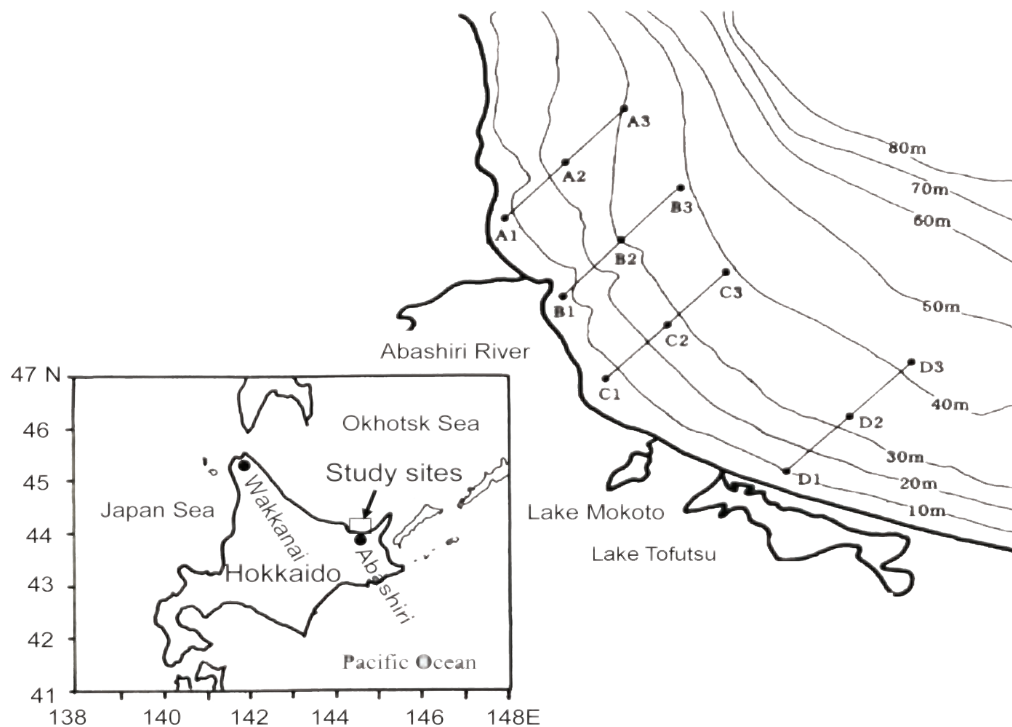 A3
A2
A1
B3
B2
B1
C3
C2
C1
D3
D2
D1
80m
70m
60m
50m
40m
30m
20m
10m
Abashiri River
Lake Mokoto
Lake Tofutsu
47 N
46
45
44
43
42
41
138
140
142
144
146
148E
Okhotsk Sea
Study sites
Japan Sea
Wakkanai
Hokkaido
Abashiri
Pacific Ocean